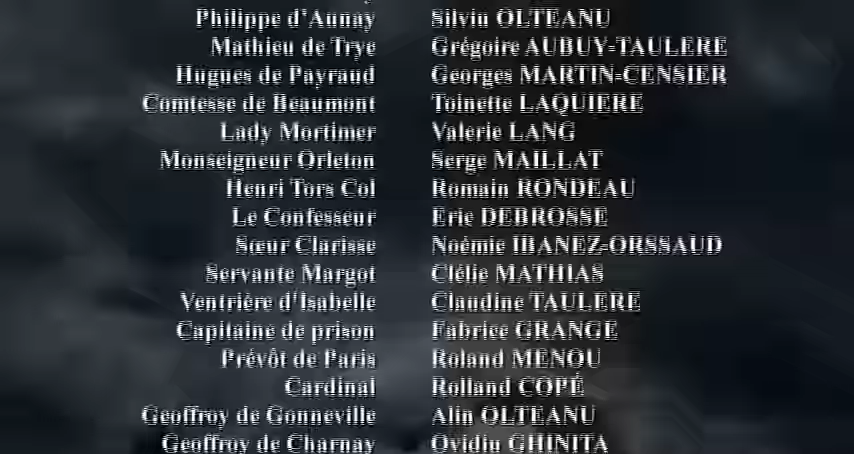 Philippe d'Aunay Silviu OLTEANU
Mathieu de Trye Grégoire AUBUY-TAULERE
Hugues de Payraud Georges MARTIN-CENSIER
Comtesse de Beaumont Toinette LAQUIERE
Lady Mortimer Valerie LANG
Monseigneur Orleton Serge MAILLAT
Henri Tors Col Romain RONDEAU
Le Confesseur Eric DEBROSSE
Sœur Clarisse Noémie IBANEZ-ORSSAUD
Servante Margot Clélie MATHIAS
Ventrière d'Isabelle Claudine TAULERE
Capitaine de prison Fabrice GRANGE
Prévôt de Paris Roland MENOU
Cardinal Rolland COPÉ
Geoffroy de Gonneville Alin OLTEANU
Geoffroy de Charnay Ovidiu GHINITA